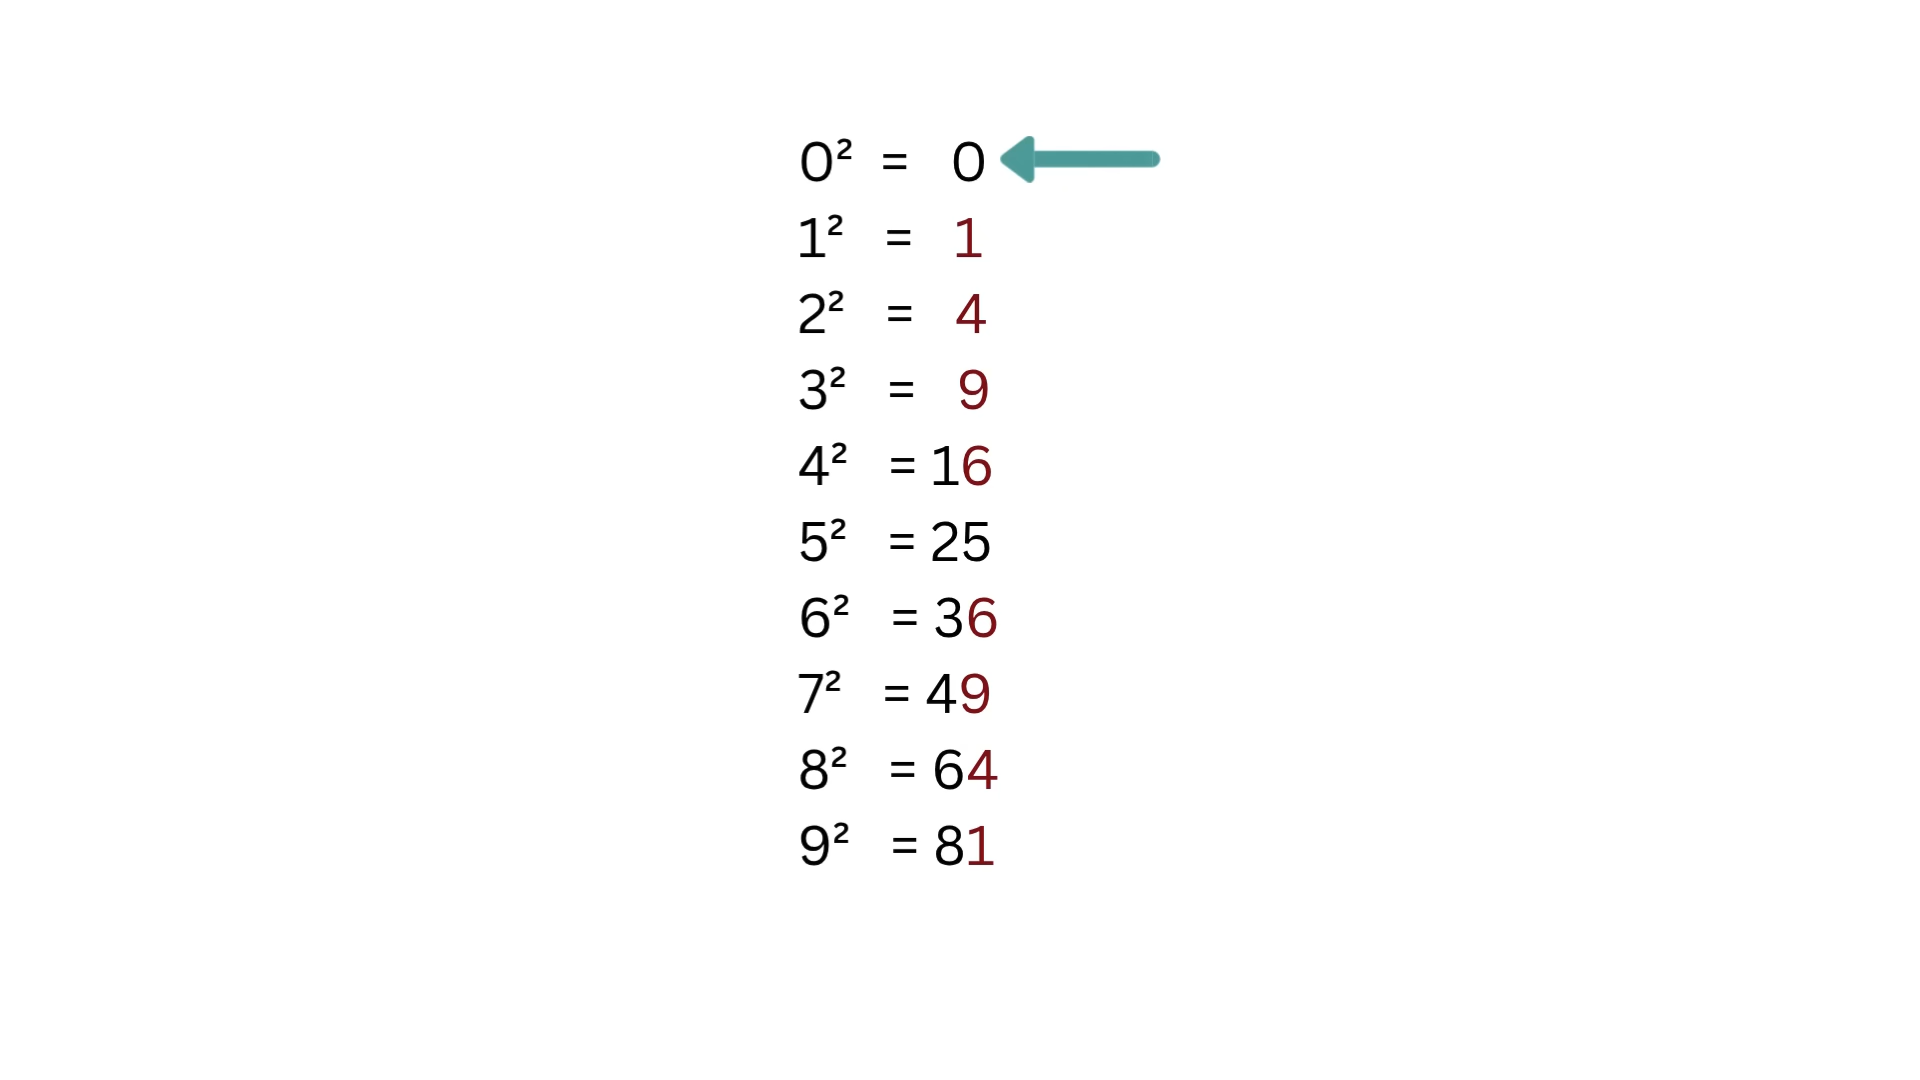 0² = 0
1² = 1
2² = 4
3² = 9
4² = 16
5² = 25
6² = 36
7² = 49
8² = 64
9² = 81